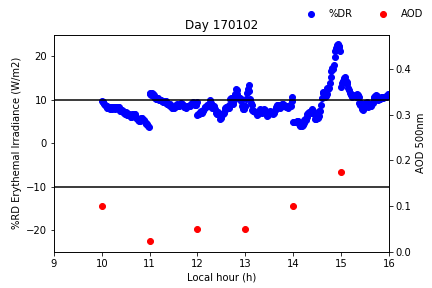 %DR AOD
Day 170102
%RD Erythemal Irradiance (W/m2)
20
10
0
−10
−20
0.4
0.3
0.2
0.1
0.0
AOD 500nm
9 10 11 12 13 14 15 16
Local hour (h)